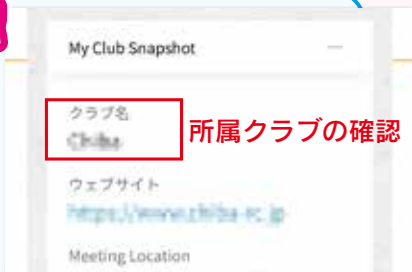 My Club Snapshot
クラブ名
所属クラブの確認
Chiba
ウェブサイト
Meeting Location